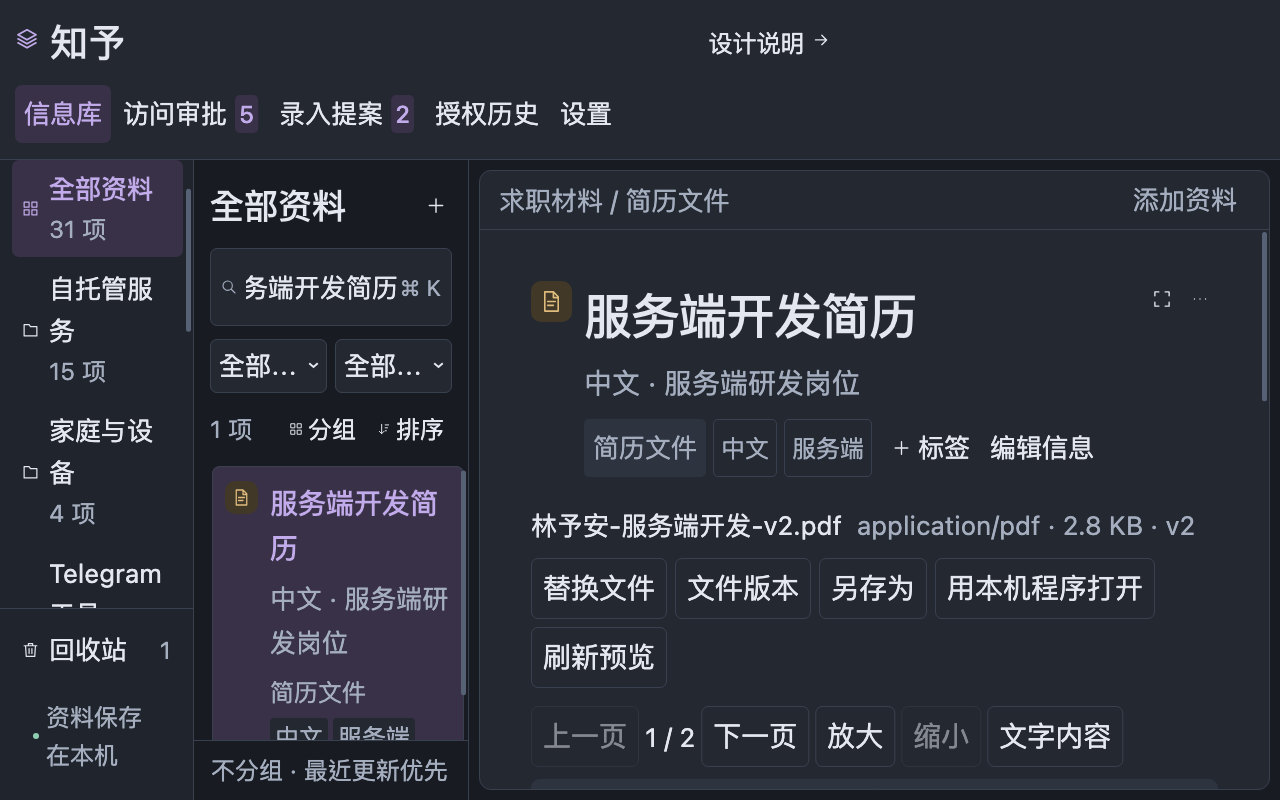 知予
设计说明 →
信息库 访问审批 5 录入提案 2 授权历史 设置
全部资料
31 项
自托管服
务
15 项
家庭与设
备
4 项
Telegram
回收站 1
资料保存
在本机
全部资料 +
务端开发简历 ⌘ K
全部... 全部...
1 项 分组 排序
服务端开发简
历
中文 · 服务端研
发岗位
简历文件
中文 服务端
不分组 · 最近更新优先
求职材料 / 简历文件 添加资料
服务端开发简历 ...
中文 · 服务端研发岗位
简历文件 中文 服务端 + 标签 编辑信息
林予安-服务端开发-v2.pdf application/pdf · 2.8 KB · v2
替换文件 文件版本 另存为 用本机程序打开
刷新预览
上一页 1 / 2 下一页 放大 缩小 文字内容